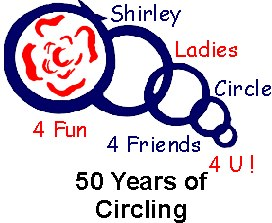 Shirley
Ladies
Circle
4 Fun
4 Friends
4 U !
50 Years of
Circling